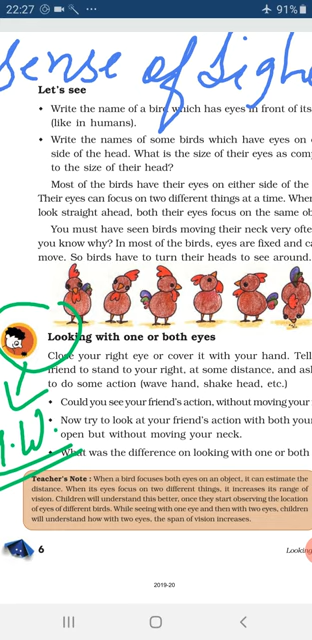 22:27
91%
Sense of Sigh
Let's see
• Write the name of a bird which has eyes in front of its
(like in humans).
• Write the names of some birds which have eyes on
side of the head. What is the size of their eyes as com
to the size of their head?
Most of the birds have their eyes on either side of the
Their eyes can focus on two different things at a time. When
look straight ahead, both their eyes focus on the same ob
You must have seen birds moving their neck very ofte
you know why? In most of the birds, eyes are fixed and ca
move. So birds have to turn their heads to see around.
Looking with one or both eyes
Close your right eye or cover it with your hand. Tell
friend to stand to your right, at some distance, and as
to do some action (wave hand, shake head, etc.)
• Could you see your friend's action, without moving your
• Now try to look at your friend's action with both you
open but without moving your neck.
H.W.
• What was the difference on looking with one or both
Teacher's Note : When a bird focuses both eyes on an object, it can estimate the
distance. When its eyes focus on two different things, it increases its range of
vision. Children will understand this better, once they start observing the location
of eyes of different birds. While seeing with one eye and then with two eyes, children
will understand how with two eyes, the span of vision increases.
6
Looking
2019-20